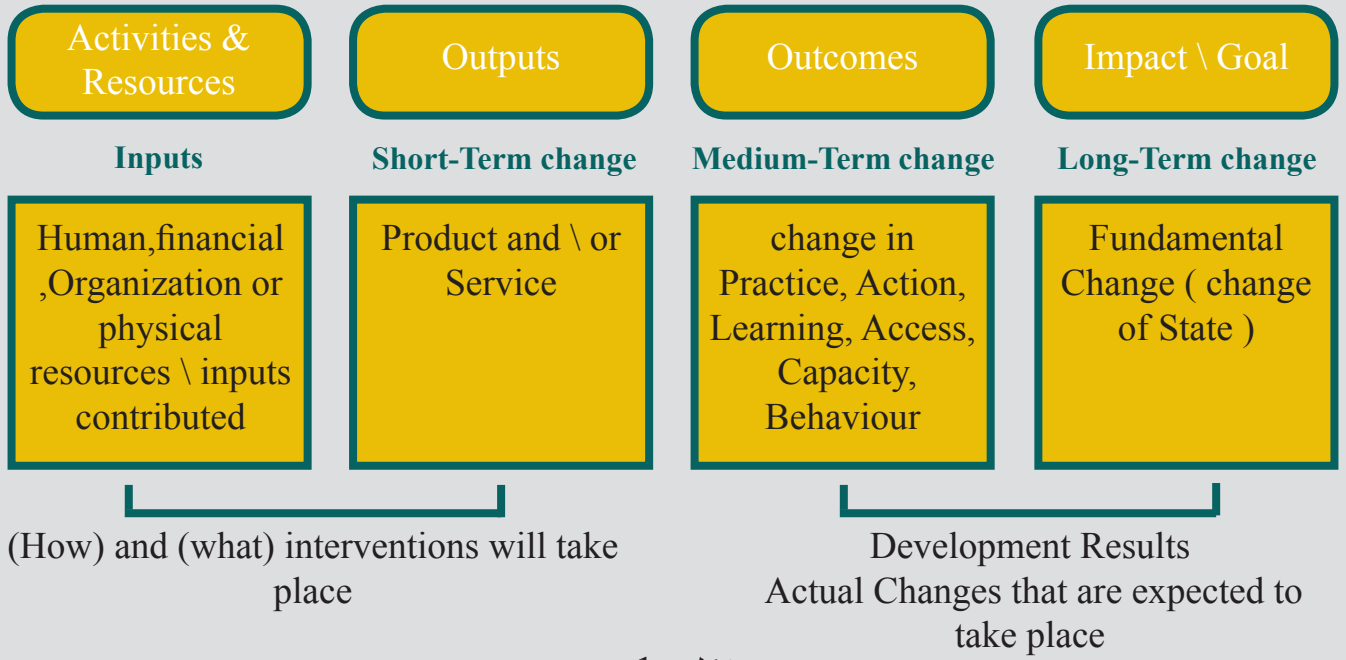 Activities &
Resources
Outputs
Outcomes
Impact \ Goal
Inputs
Short-Term change
Medium-Term change
Long-Term change
Human,financial
,Organization or
physical
resources \ inputs
contributed
Product and \ or
Service
change in
Practice, Action,
Learning, Access,
Capacity,
Behaviour
Fundamental
Change ( change
of State )
(How) and (what) interventions will take
place
Development Results
Actual Changes that are expected to
take place